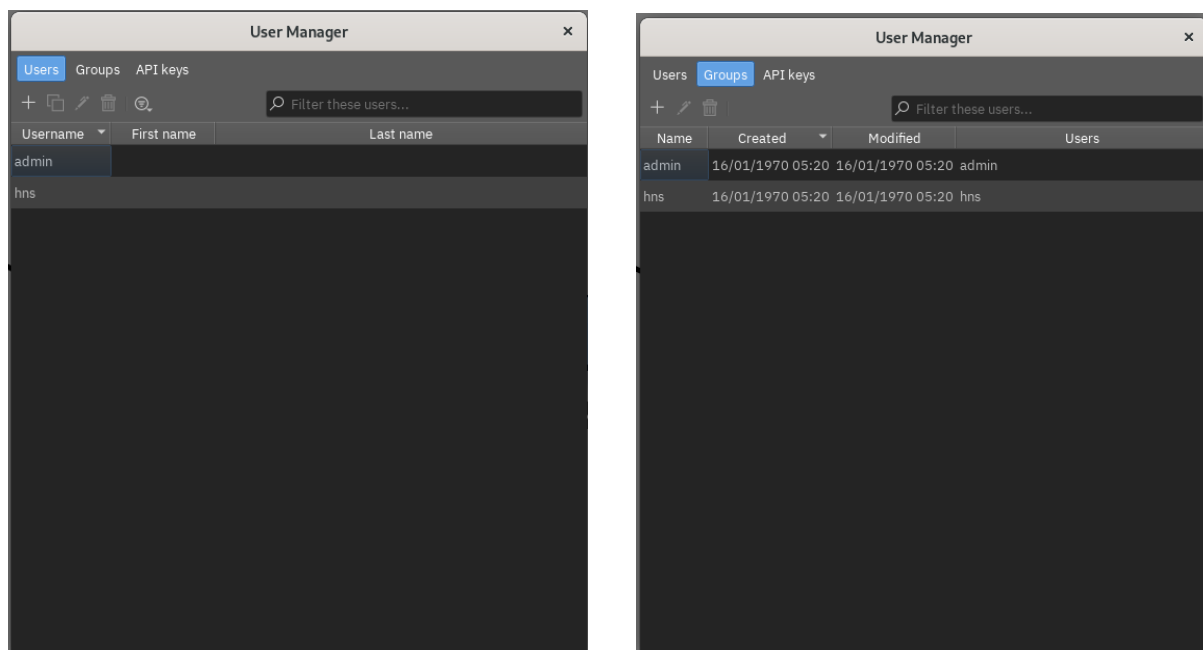 User Manager
×
Users Groups API keys
Filter these users...
Username First name Last name
admin
hns
User Manager
×
Users Groups API keys
Filter these users...
Name Created Modified Users
admin 16/01/1970 05:20 16/01/1970 05:20 admin
hns 16/01/1970 05:20 16/01/1970 05:20 hns